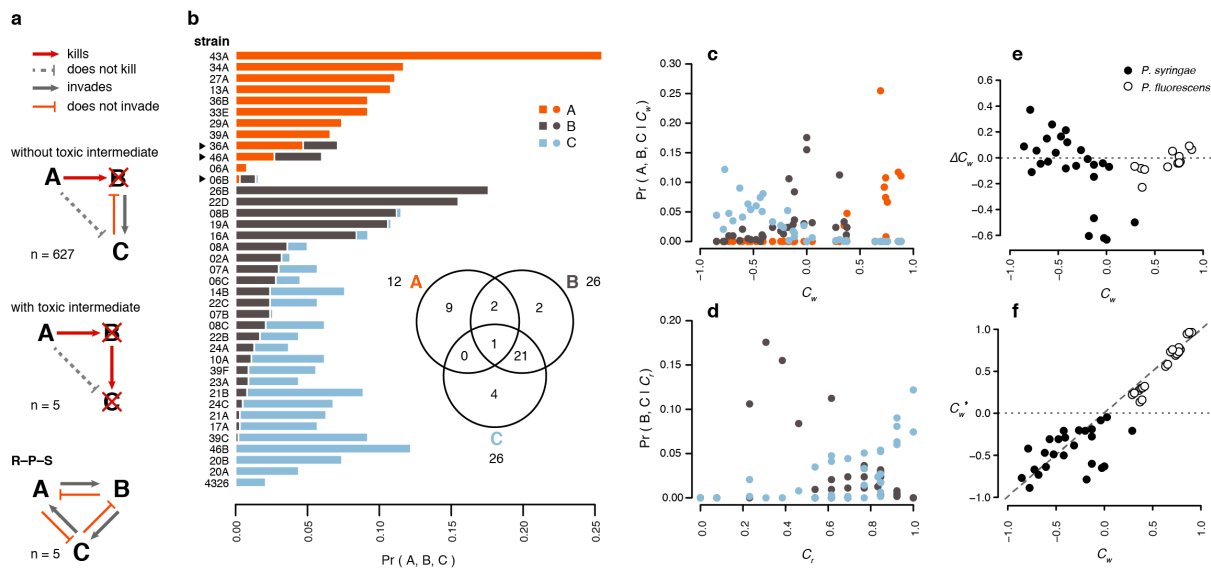 a
kills
does not kill
invades
does not invade
without toxic intermediate
A
B
C
n = 627
with toxic intermediate
A
B
C
n = 5
R–P–S
A
B
C
n = 5
b
strain
43A
34A
27A
13A
36B
33E
29A
39A
36A
46A
06A
06B
26B
22D
08B
19A
16A
08A
02A
07A
06C
14B
22C
07B
08C
22B
24A
10A
39F
23A
21B
24C
21A
17A
39C
46B
20B
20A
4326
0.00
0.05
0.10
0.15
0.20
0.25
Pr ( A, B, C )
A
B
C
12 A
B 26
9
2
2
1
0
21
4
C
26
c
0.30
0.25
0.20
0.15
0.10
0.05
0.00
Pr ( A, B, C | Cw )
−1.0
−0.5
0.0
0.5
1.0
Cw
d
0.20
0.15
0.10
0.05
0.00
Pr ( B, C | Cr )
0.0
0.2
0.4
0.6
0.8
1.0
Cr
e
P. syringae
P. fluorescens
0.6
0.4
0.2
0.0
−0.2
−0.4
−0.6
ΔCw
−1.0
−0.5
0.0
0.5
1.0
Cw
f
1.0
0.5
0.0
−0.5
−1.0
Cw*
−1.0
−0.5
0.0
0.5
1.0
Cw